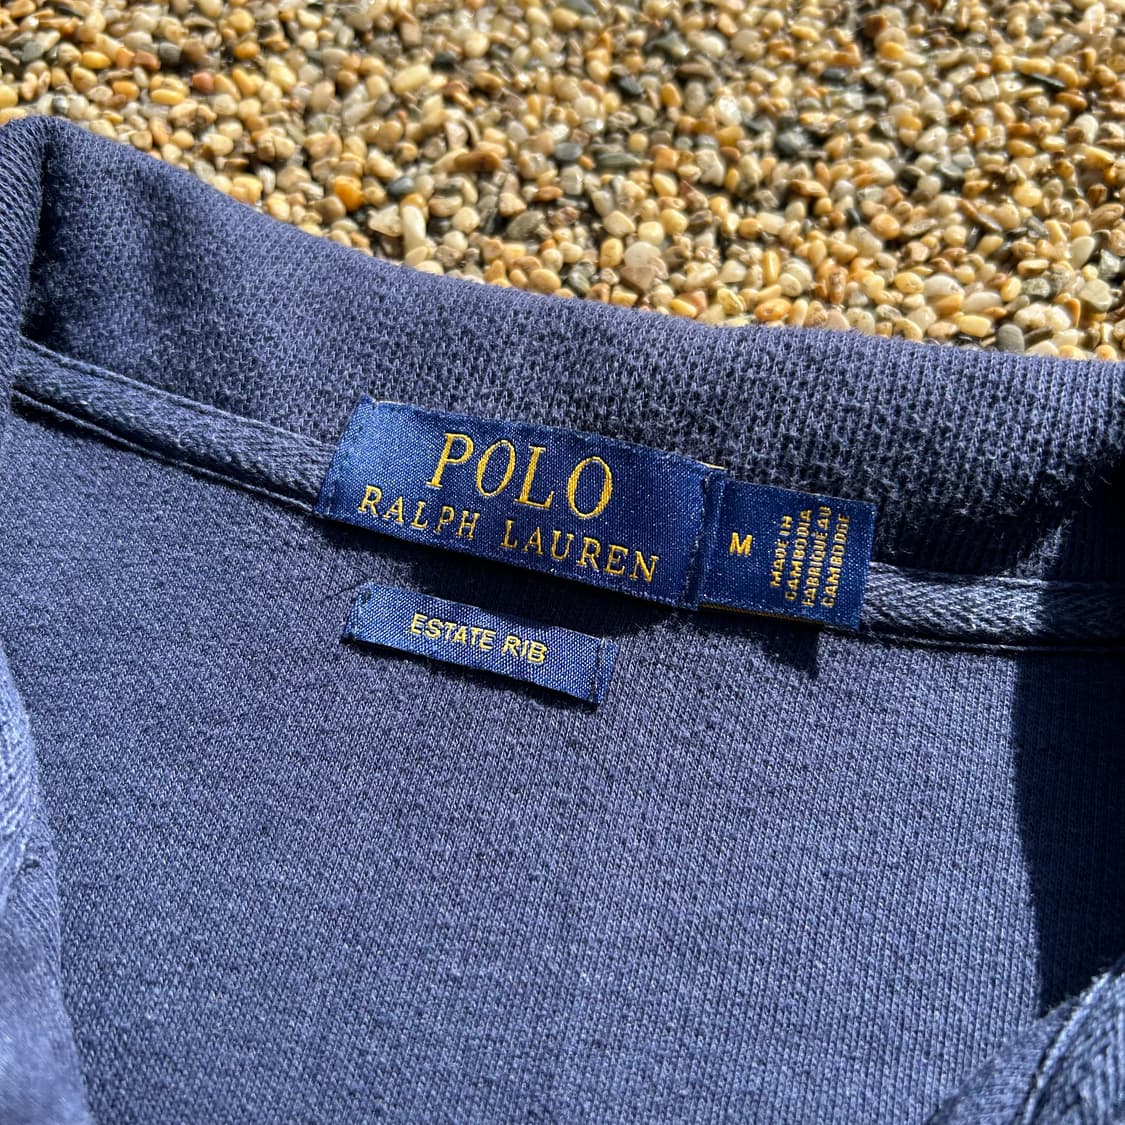 POLO
RALPH LAUREN
M
MADE IN
CAMBODIA
FABRIQUÉ AU
CAMBODGE
ESTATE RIB